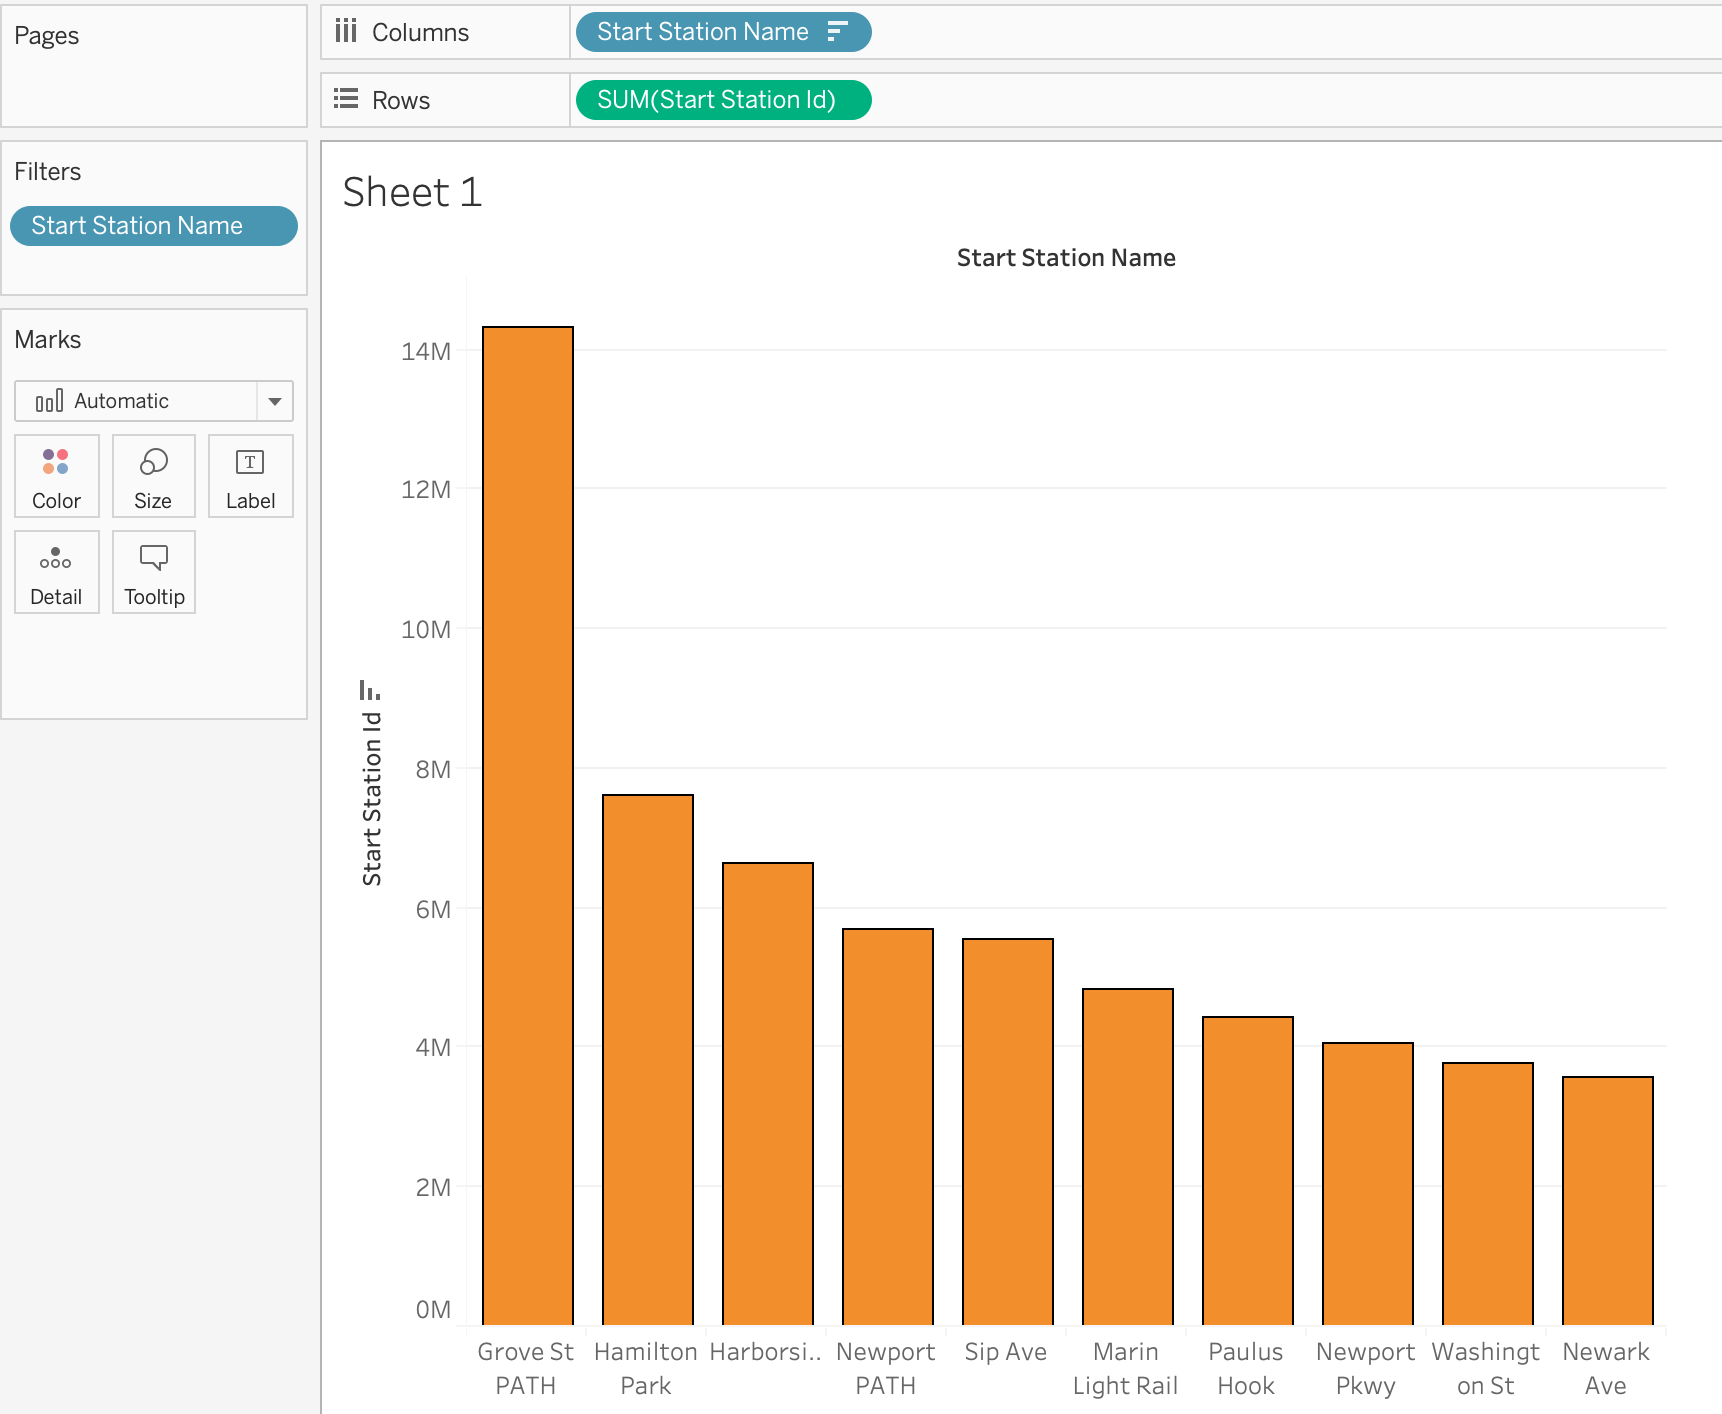 Pages
Columns
Start Station Name
Rows
SUM(Start Station Id)
Filters
Start Station Name
Marks
Automatic
Color
Size
T
Label
Detail
Tooltip
Sheet 1
Start Station Name
Start Station Id
14M
12M
10M
8M
6M
4M
2M
0M
Grove St
PATH
Hamilton
Park
Harborsi..
Newport
PATH
Sip Ave
Marin
Light Rail
Paulus
Hook
Newport
Pkwy
Washingt
on St
Newark
Ave